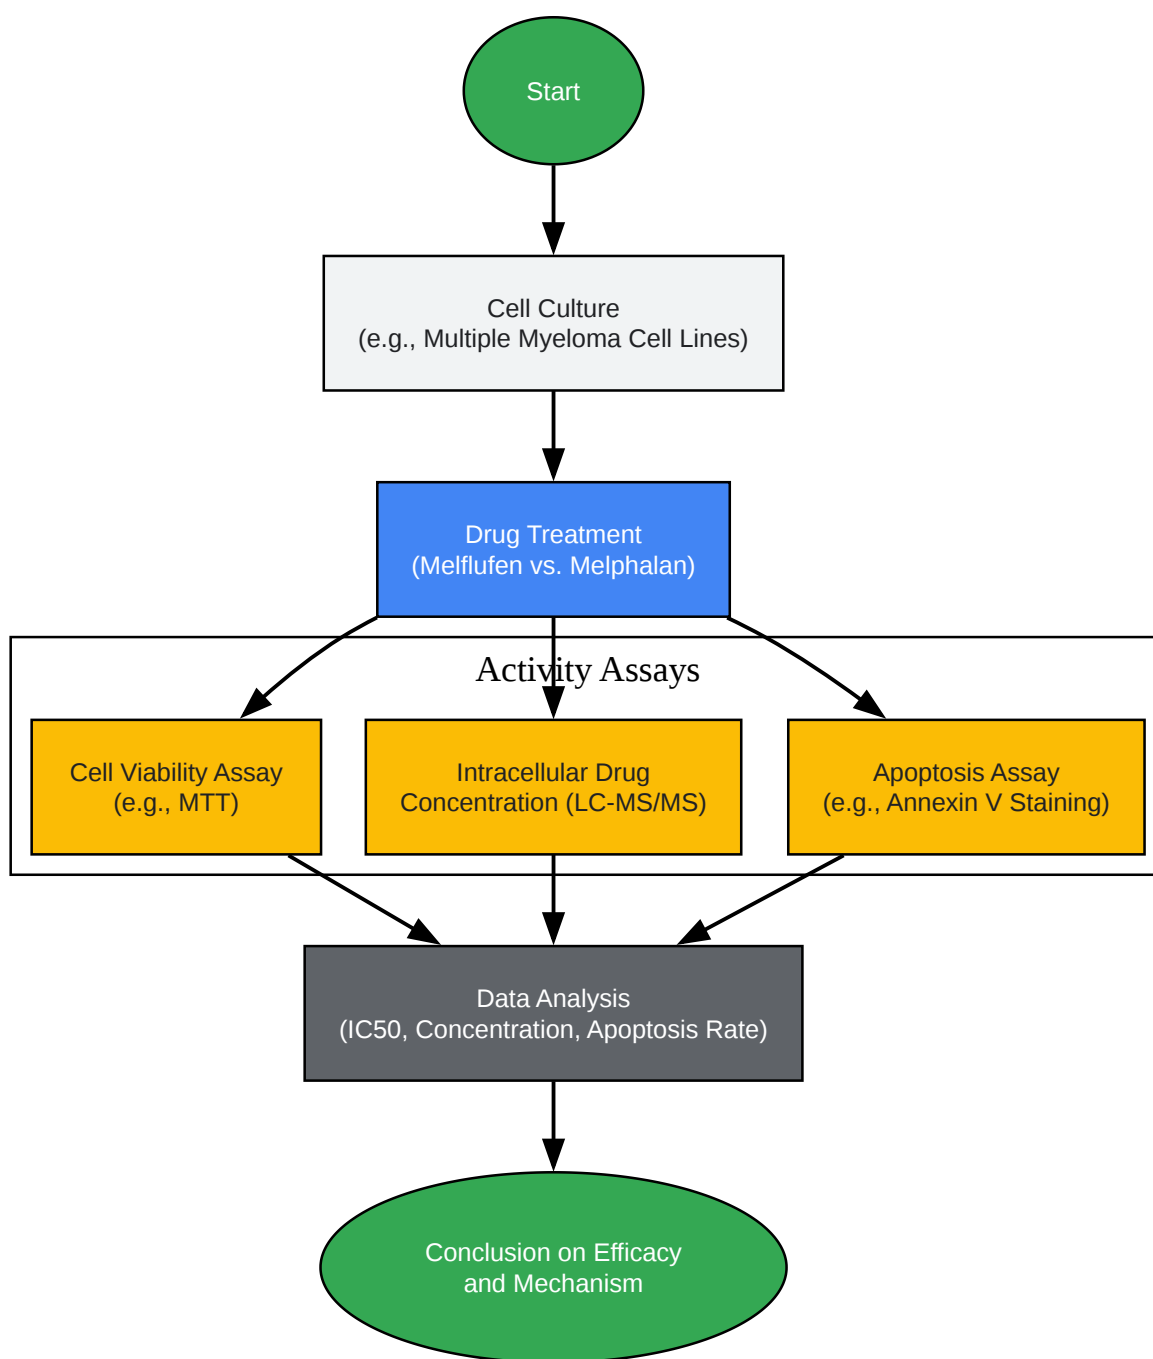 Start
Cell Culture
(e.g., Multiple Myeloma Cell Lines)
Drug Treatment
(Melflufen vs. Melphalan)
Activity Assays
Cell Viability Assay
(e.g., MTT)
Intracellular Drug
Concentration (LC-MS/MS)
Apoptosis Assay
(e.g., Annexin V Staining)
Data Analysis
(IC50, Concentration, Apoptosis Rate)
Conclusion on Efficacy
and Mechanism